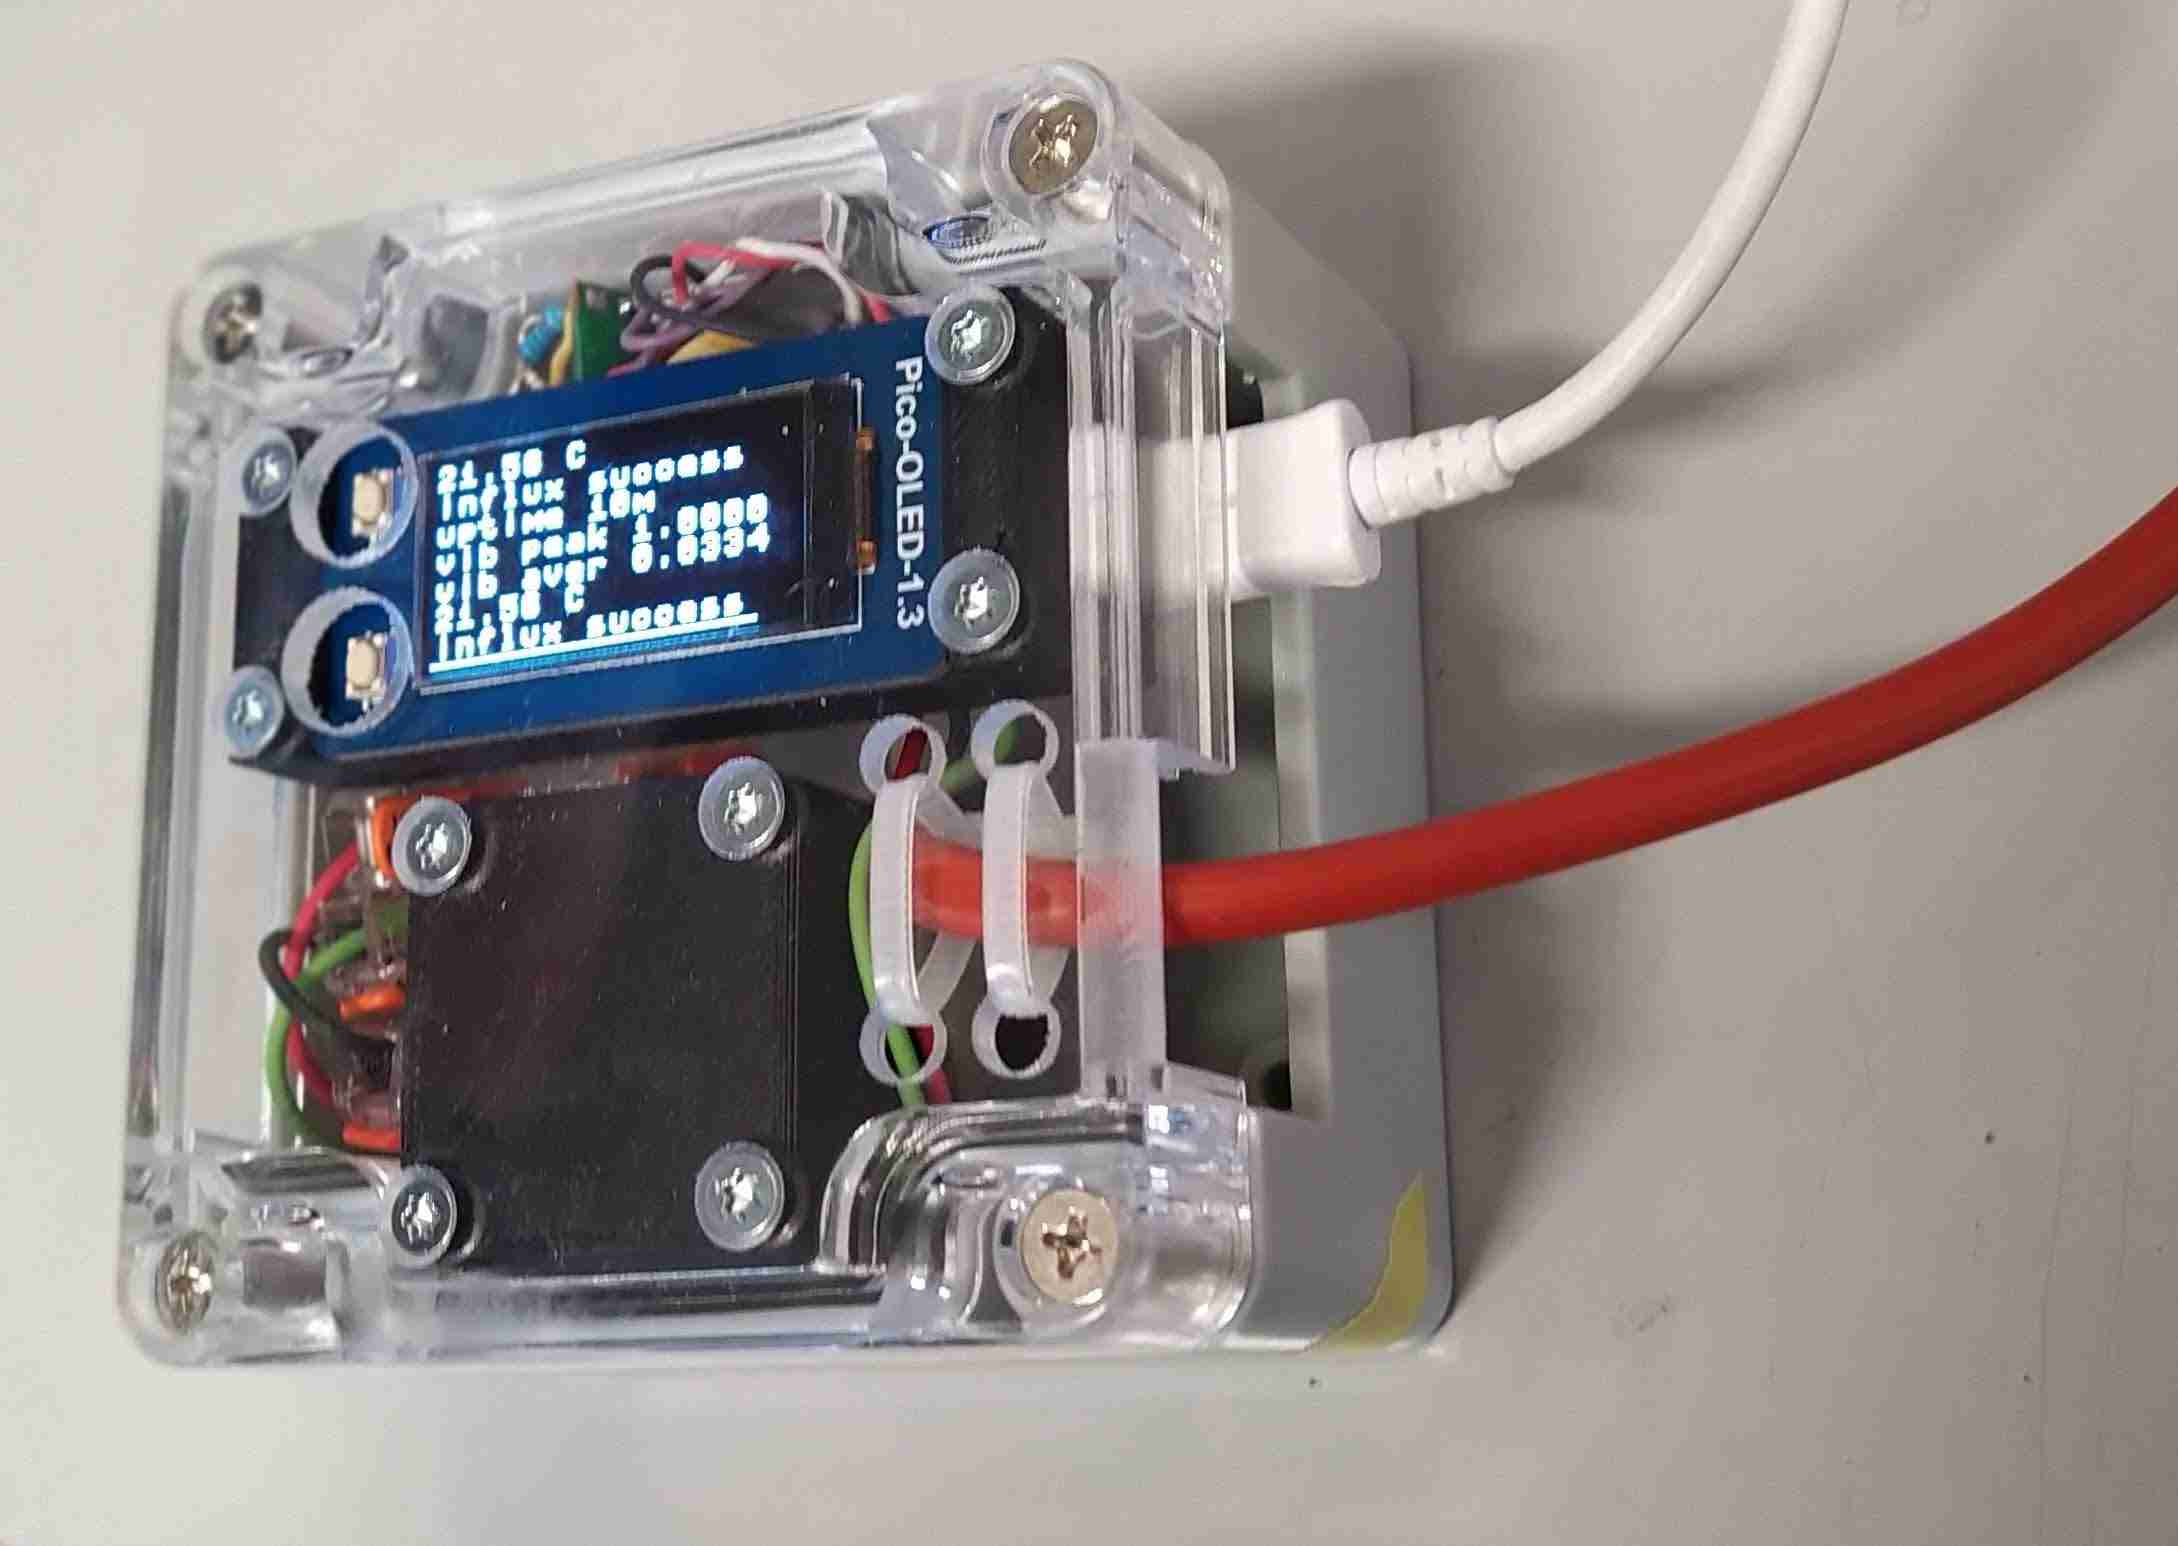 21.56 C
Influx success
uptime 10m
vib peak 1.0000
vib aver 0.0334
21.56 C
Influx success
Pico-OLED-1.3